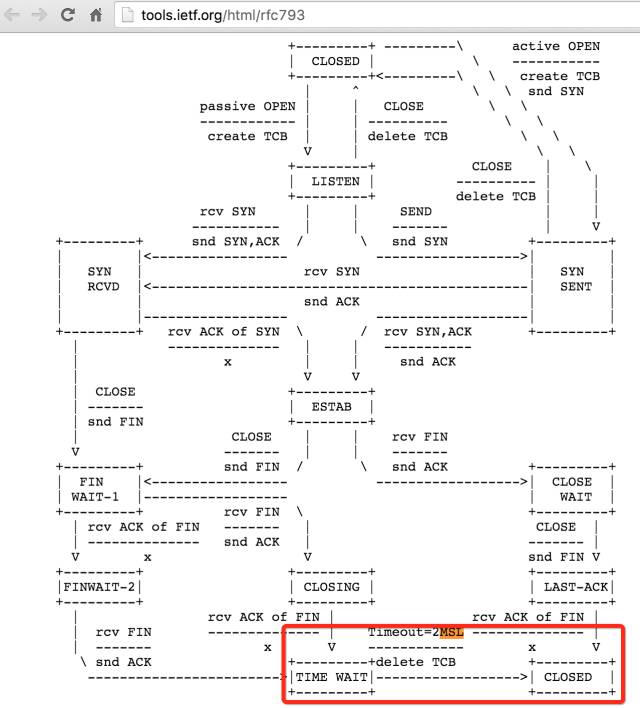 tools.ietf.org/html/rfc793
+---------+ ---------\ active OPEN
| CLOSED | \ -----------
+---------+<---------\ \ create TCB
| ^ \ \ snd SYN
passive OPEN | | CLOSE \ \
------------ | | ---------- \ \
create TCB | | delete TCB \ \
V | \ \
+---------+ CLOSE | \
| LISTEN | ---------- | |
+---------+ delete TCB | |
rcv SYN | | SEND | |
----------- | | ------- | V
+---------+ snd SYN,ACK / \ snd SYN +---------+
| |<----------------- ------------------>| |
| SYN | rcv SYN | SYN |
| RCVD |<-----------------------------------------------| SENT |
| | snd ACK | |
| |------------------ -------------------| |
+---------+ rcv ACK of SYN \ / rcv SYN,ACK +---------+
| -------------- | | -----------
| x | | snd ACK
| V V
| CLOSE +---------+
| ------- | ESTAB |
| snd FIN +---------+
| CLOSE | | rcv FIN
V ------- | | -------
+---------+ snd FIN / \ snd ACK +---------+
| FIN |<----------------- ------------------>| CLOSE |
| WAIT-1 |------------------ | WAIT |
+---------+ rcv FIN \ +---------+
| rcv ACK of FIN ------- | CLOSE |
| -------------- snd ACK | ------- |
V x V snd FIN V
+---------+ +---------+ +---------+
|FINWAIT-2| | CLOSING | | LAST-ACK|
+---------+ +---------+ +---------+
| rcv ACK of FIN | rcv ACK of FIN |
| rcv FIN -------------- | Timeout=2MSL -------------- |
| ------- x V ------------ x V
\ snd ACK +---------+delete TCB +---------+
------------------------>|TIME WAIT|------------------>| CLOSED |
+---------+ +---------+